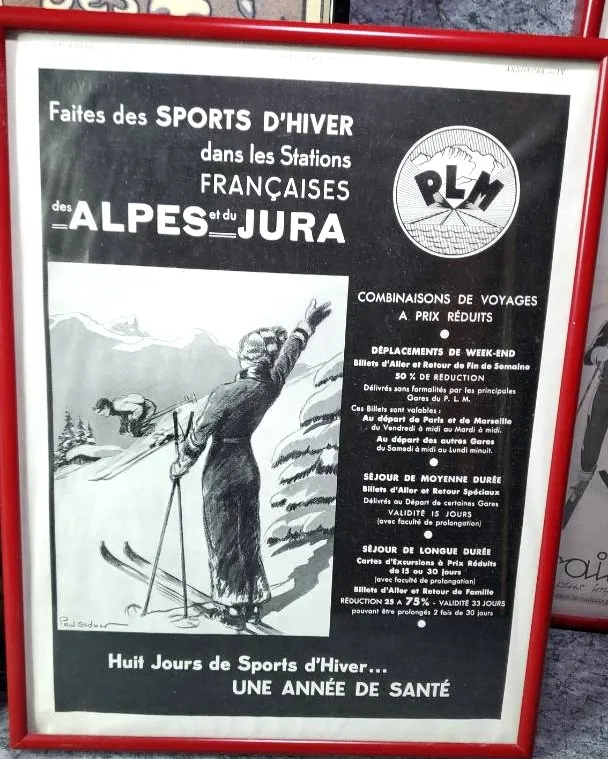 Faites des SPORTS D'HIVER
dans les Stations
FRANÇAISES
des ALPES et du JURA
PLM
COMBINAISONS DE VOYAGES
A PRIX RÉDUITS
DÉPLACEMENTS DE WEEK-END
Billets d'Aller et Retour de Fin de Semaine
50 % DE RÉDUCTION
Délivrés sans formalités par les principales
Gares du P. L. M.
Ces Billets sont valables :
Au départ de Paris et de Marseille
du Vendredi à midi au Mardi à midi.
Au départ des autres Gares
du Samedi à midi au Lundi minuit.
SÉJOUR DE MOYENNE DURÉE
Billets d'Aller et Retour Spéciaux
Délivrés au Départ de certaines Gares
VALIDITÉ 15 JOURS
(avec faculté de prolongation)
SÉJOUR DE LONGUE DURÉE
Cartes d'Excursions à Prix Réduits
de 15 ou 30 jours
(avec faculté de prolongation)
Billets d'Aller et Retour de Famille
RÉDUCTION 25 A 75% - VALIDITÉ 33 JOURS
pouvant être prolongés 2 fois de 30 jours
Huit Jours de Sports d'Hiver...
UNE ANNÉE DE SANTÉ